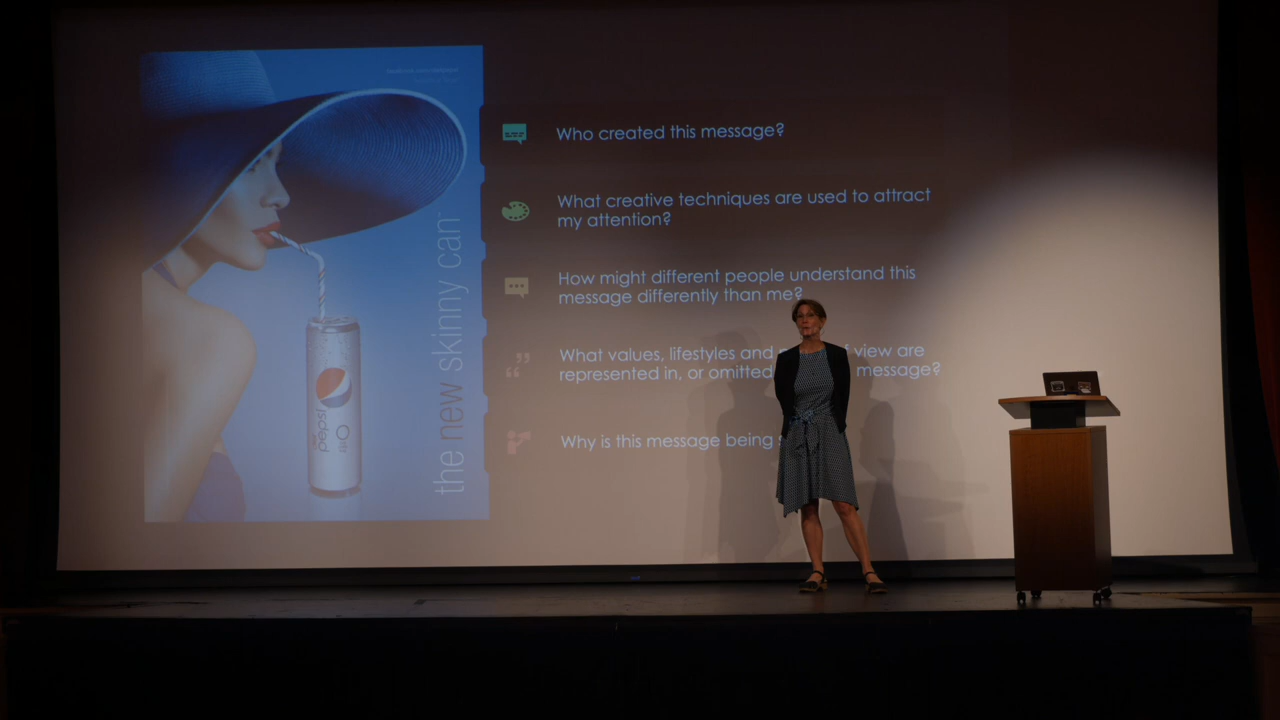 Who created this message?
What creative techniques are used to attract
my attention?
How might different people understand this
message differently than me?
What values, lifestyles and
view are
represented in, or omitted
message?
Why is this message being
the new skinny can
pepsi